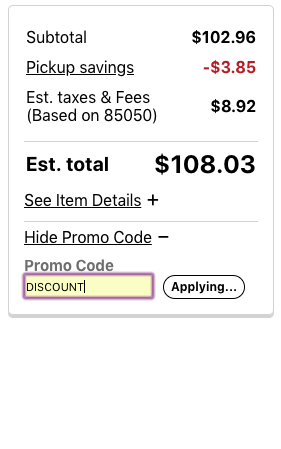 Subtotal $102.96
Pickup savings -$3.85
Est. taxes & Fees
(Based on 85050) $8.92
Est. total $108.03
See Item Details +
Hide Promo Code −
Promo Code
DISCOUNT Applying...